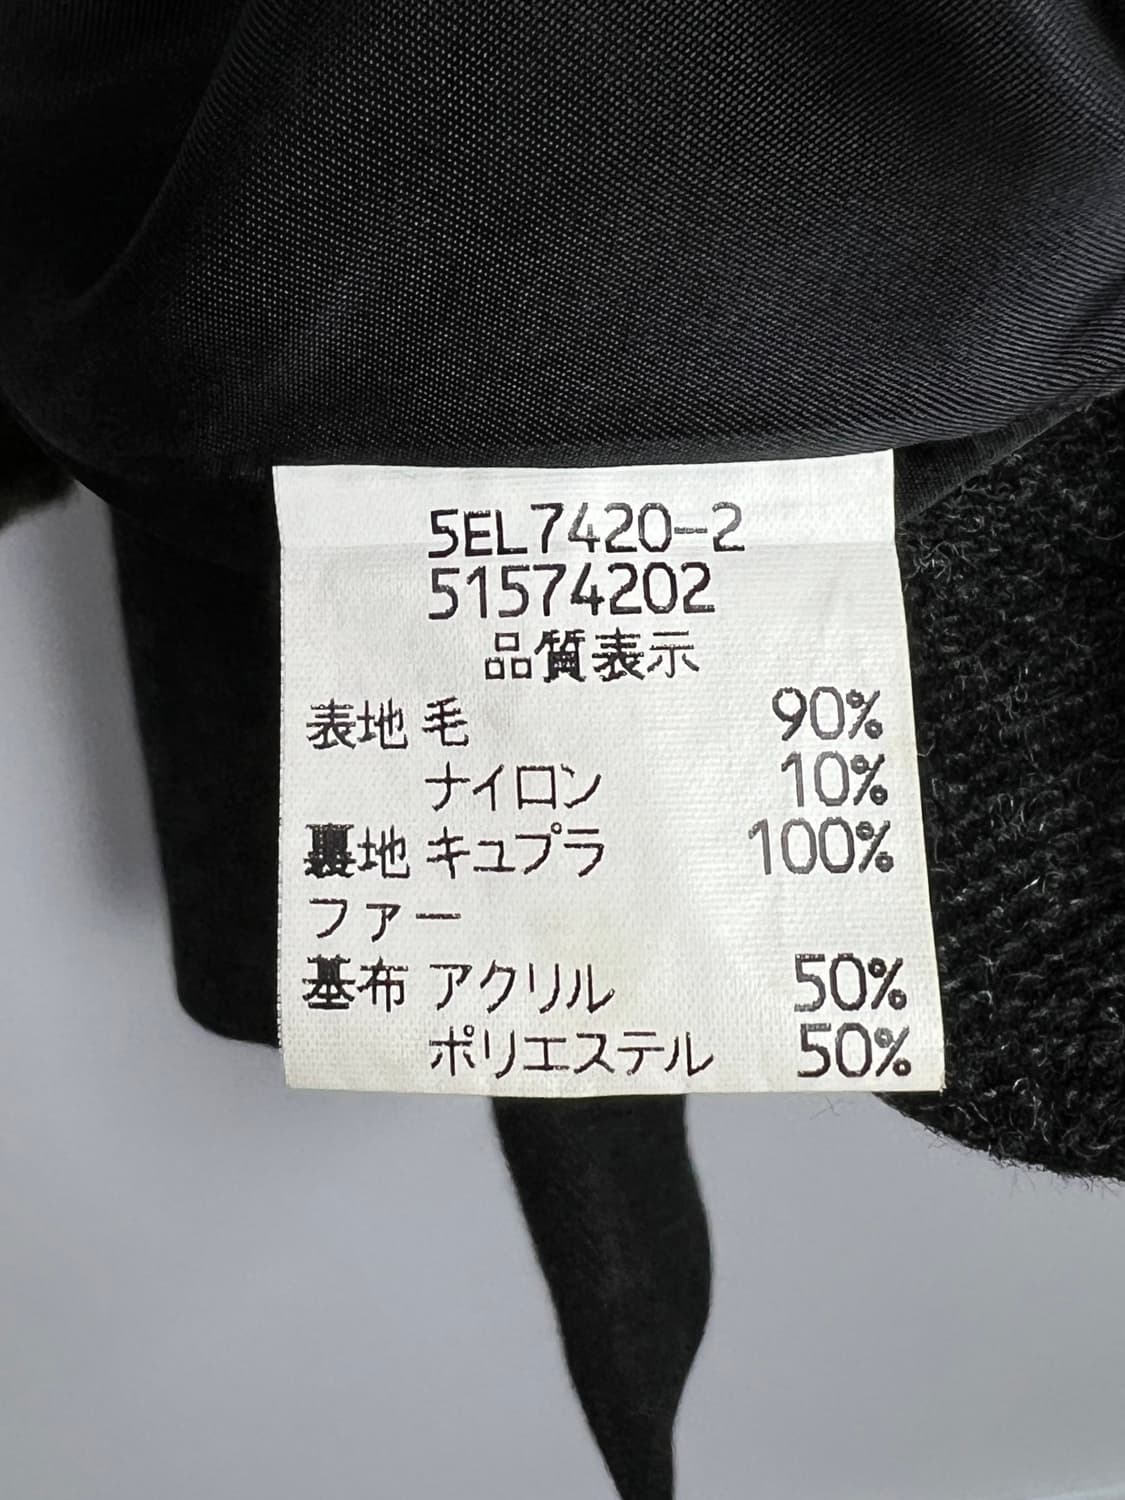 5EL7420-2
51574202
品質表示
表地 毛 90%
ナイロン 10%
裏地 キュプラ 100%
ファー
基布 アクリル 50%
ポリエステル 50%